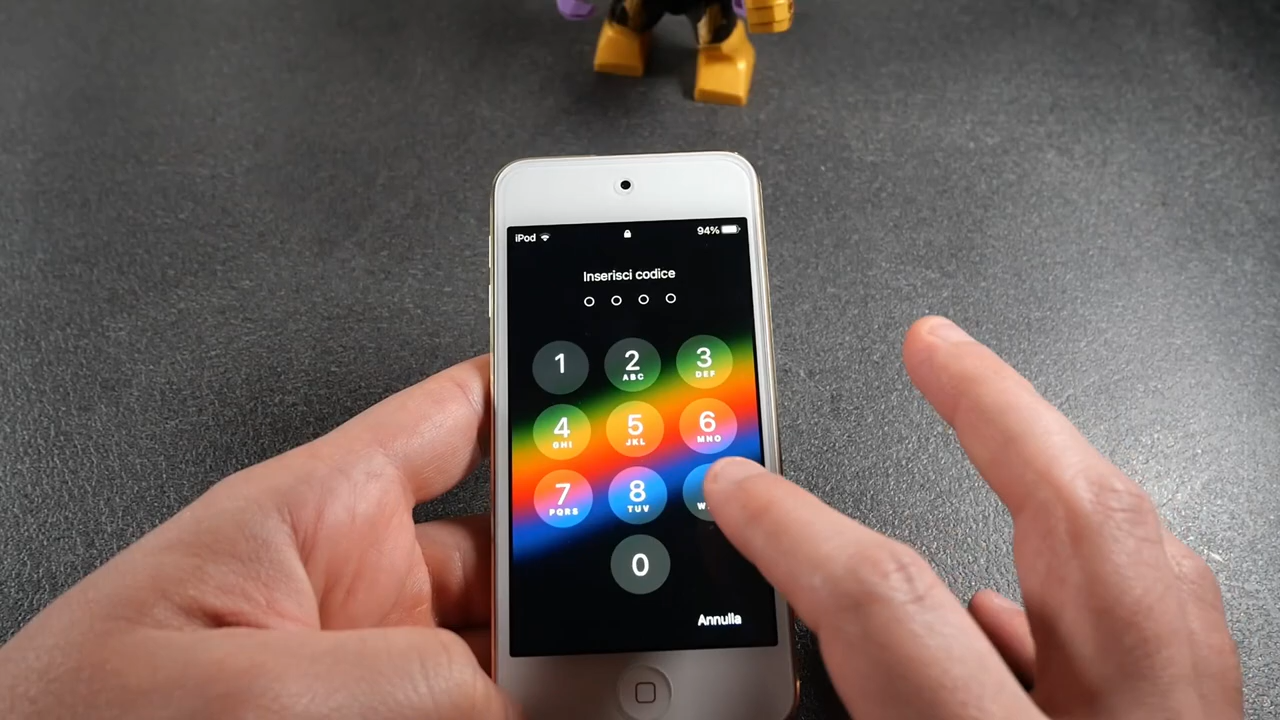 iPod 94%
Inserisci codice
1 2 3
ABC DEF
4 5 6
GHI JKL MNO
7 8
PQRS TUV W
0
Annulla